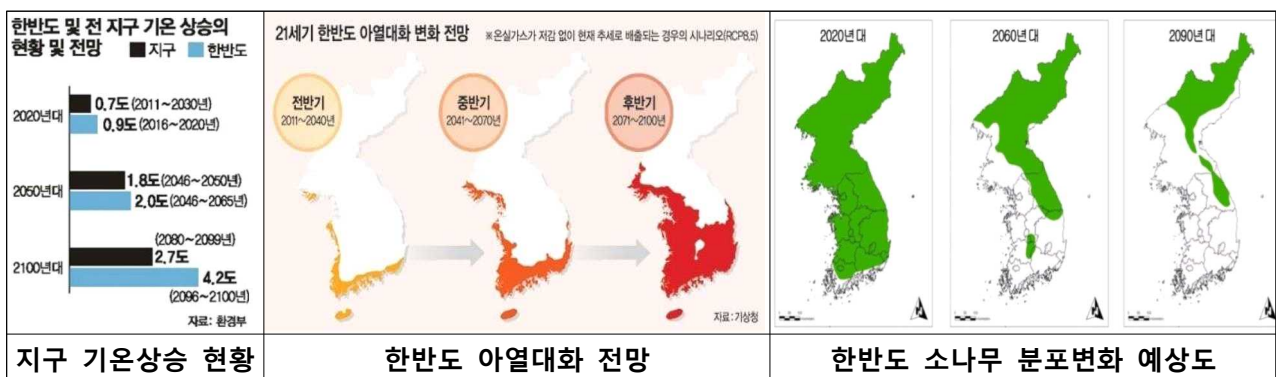 한반도 및 전 지구 기온 상승의
현황 및 전망 ■지구 ■한반도
2020년대
0.7도(2011~2030년)
0.9도(2016~2020년)
2050년대
1.8도(2046~2050년)
2.0도(2046~2065년)
2100년대
(2080~2099년)
2.7도
4.2도
(2096~2100년)
자료: 환경부
21세기 한반도 아열대화 변화 전망 ※온실가스가 저감 없이 현재 추세로 배출되는 경우의 시나리오(RCP8.5)
전반기
2011~2040년
중반기
2041~2070년
후반기
2071~2100년
자료:기상청
2020년 대
2060년 대
2090년 대
지구 기온상승 현황
한반도 아열대화 전망
한반도 소나무 분포변화 예상도